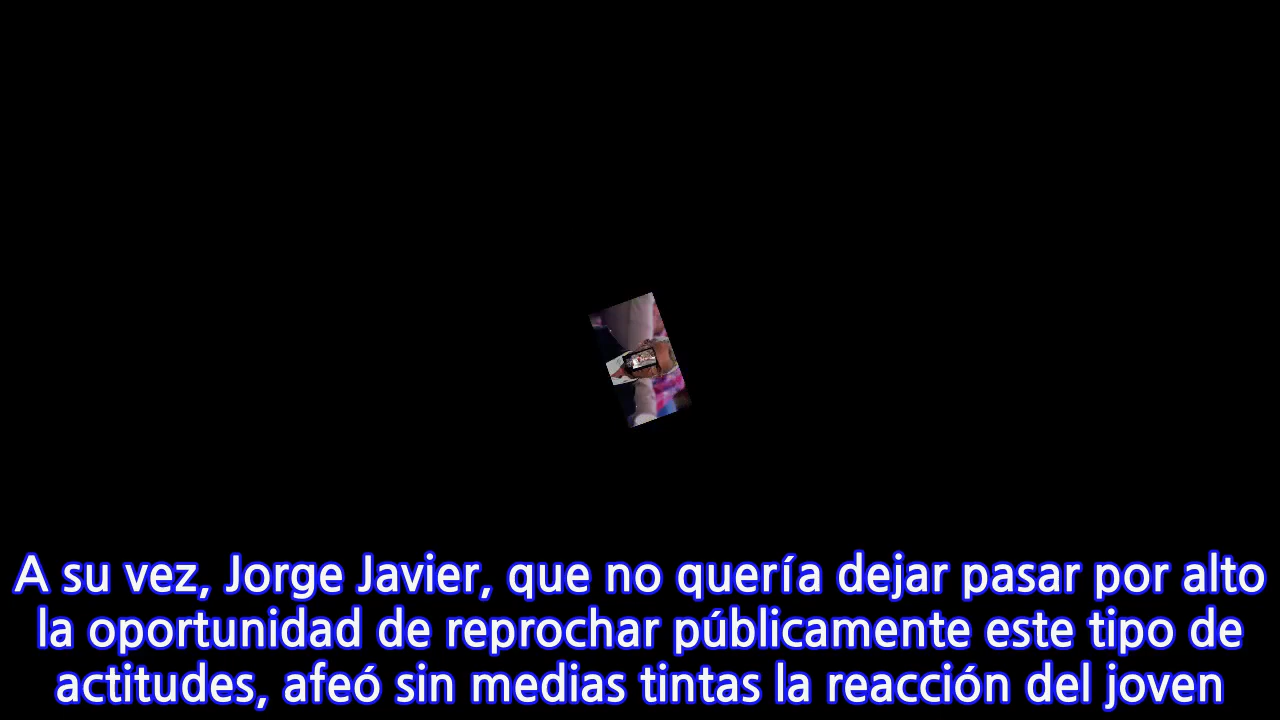 A su vez, Jorge Javier, que no quería dejar pasar por alto
la oportunidad de reprochar públicamente este tipo de
actitudes, afeó sin medias tintas la reacción del joven